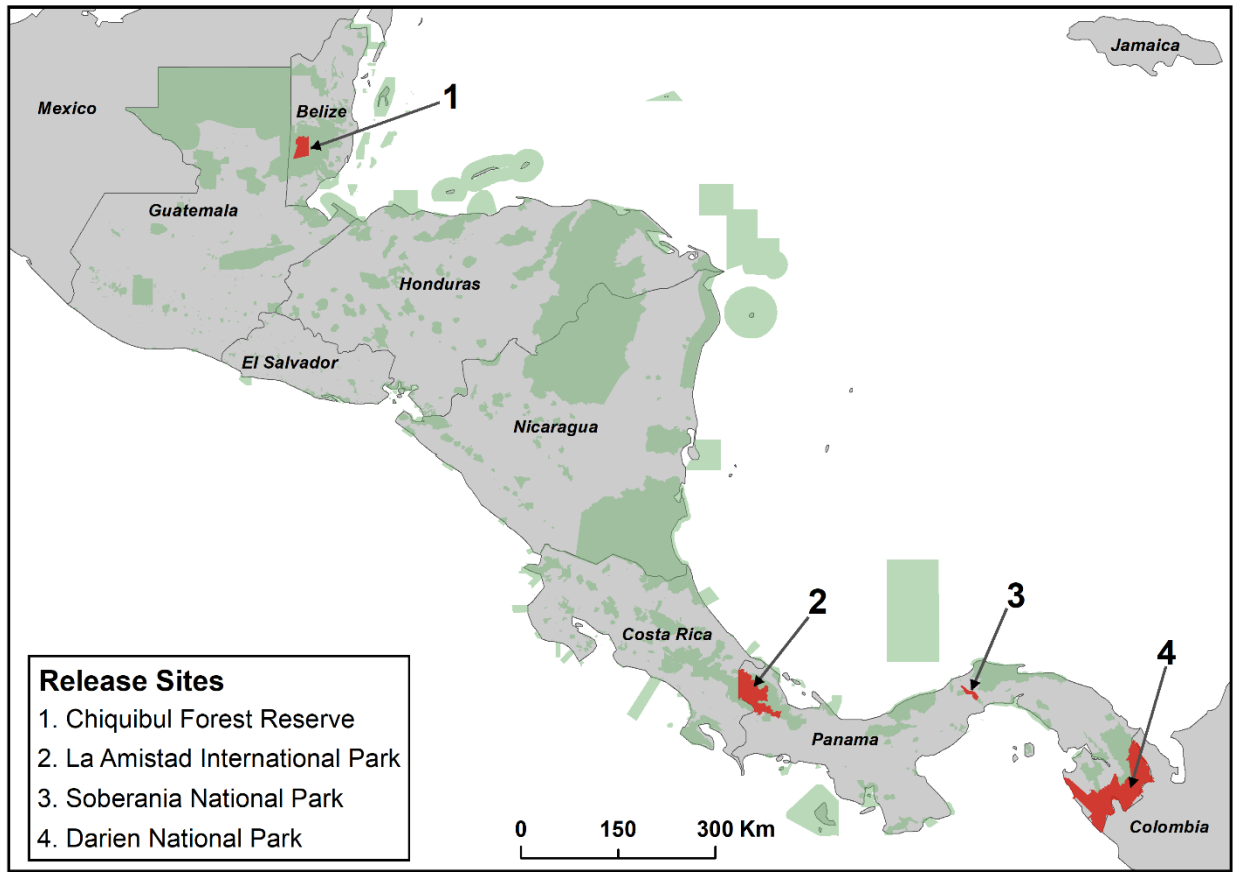 Jamaica
Mexico
Belize
1
Guatemala
Honduras
El Salvador
Nicaragua
Costa Rica
2
3
4
Panama
Colombia
Release Sites
1. Chiquibul Forest Reserve
2. La Amistad International Park
3. Soberania National Park
4. Darien National Park
0 150 300 Km